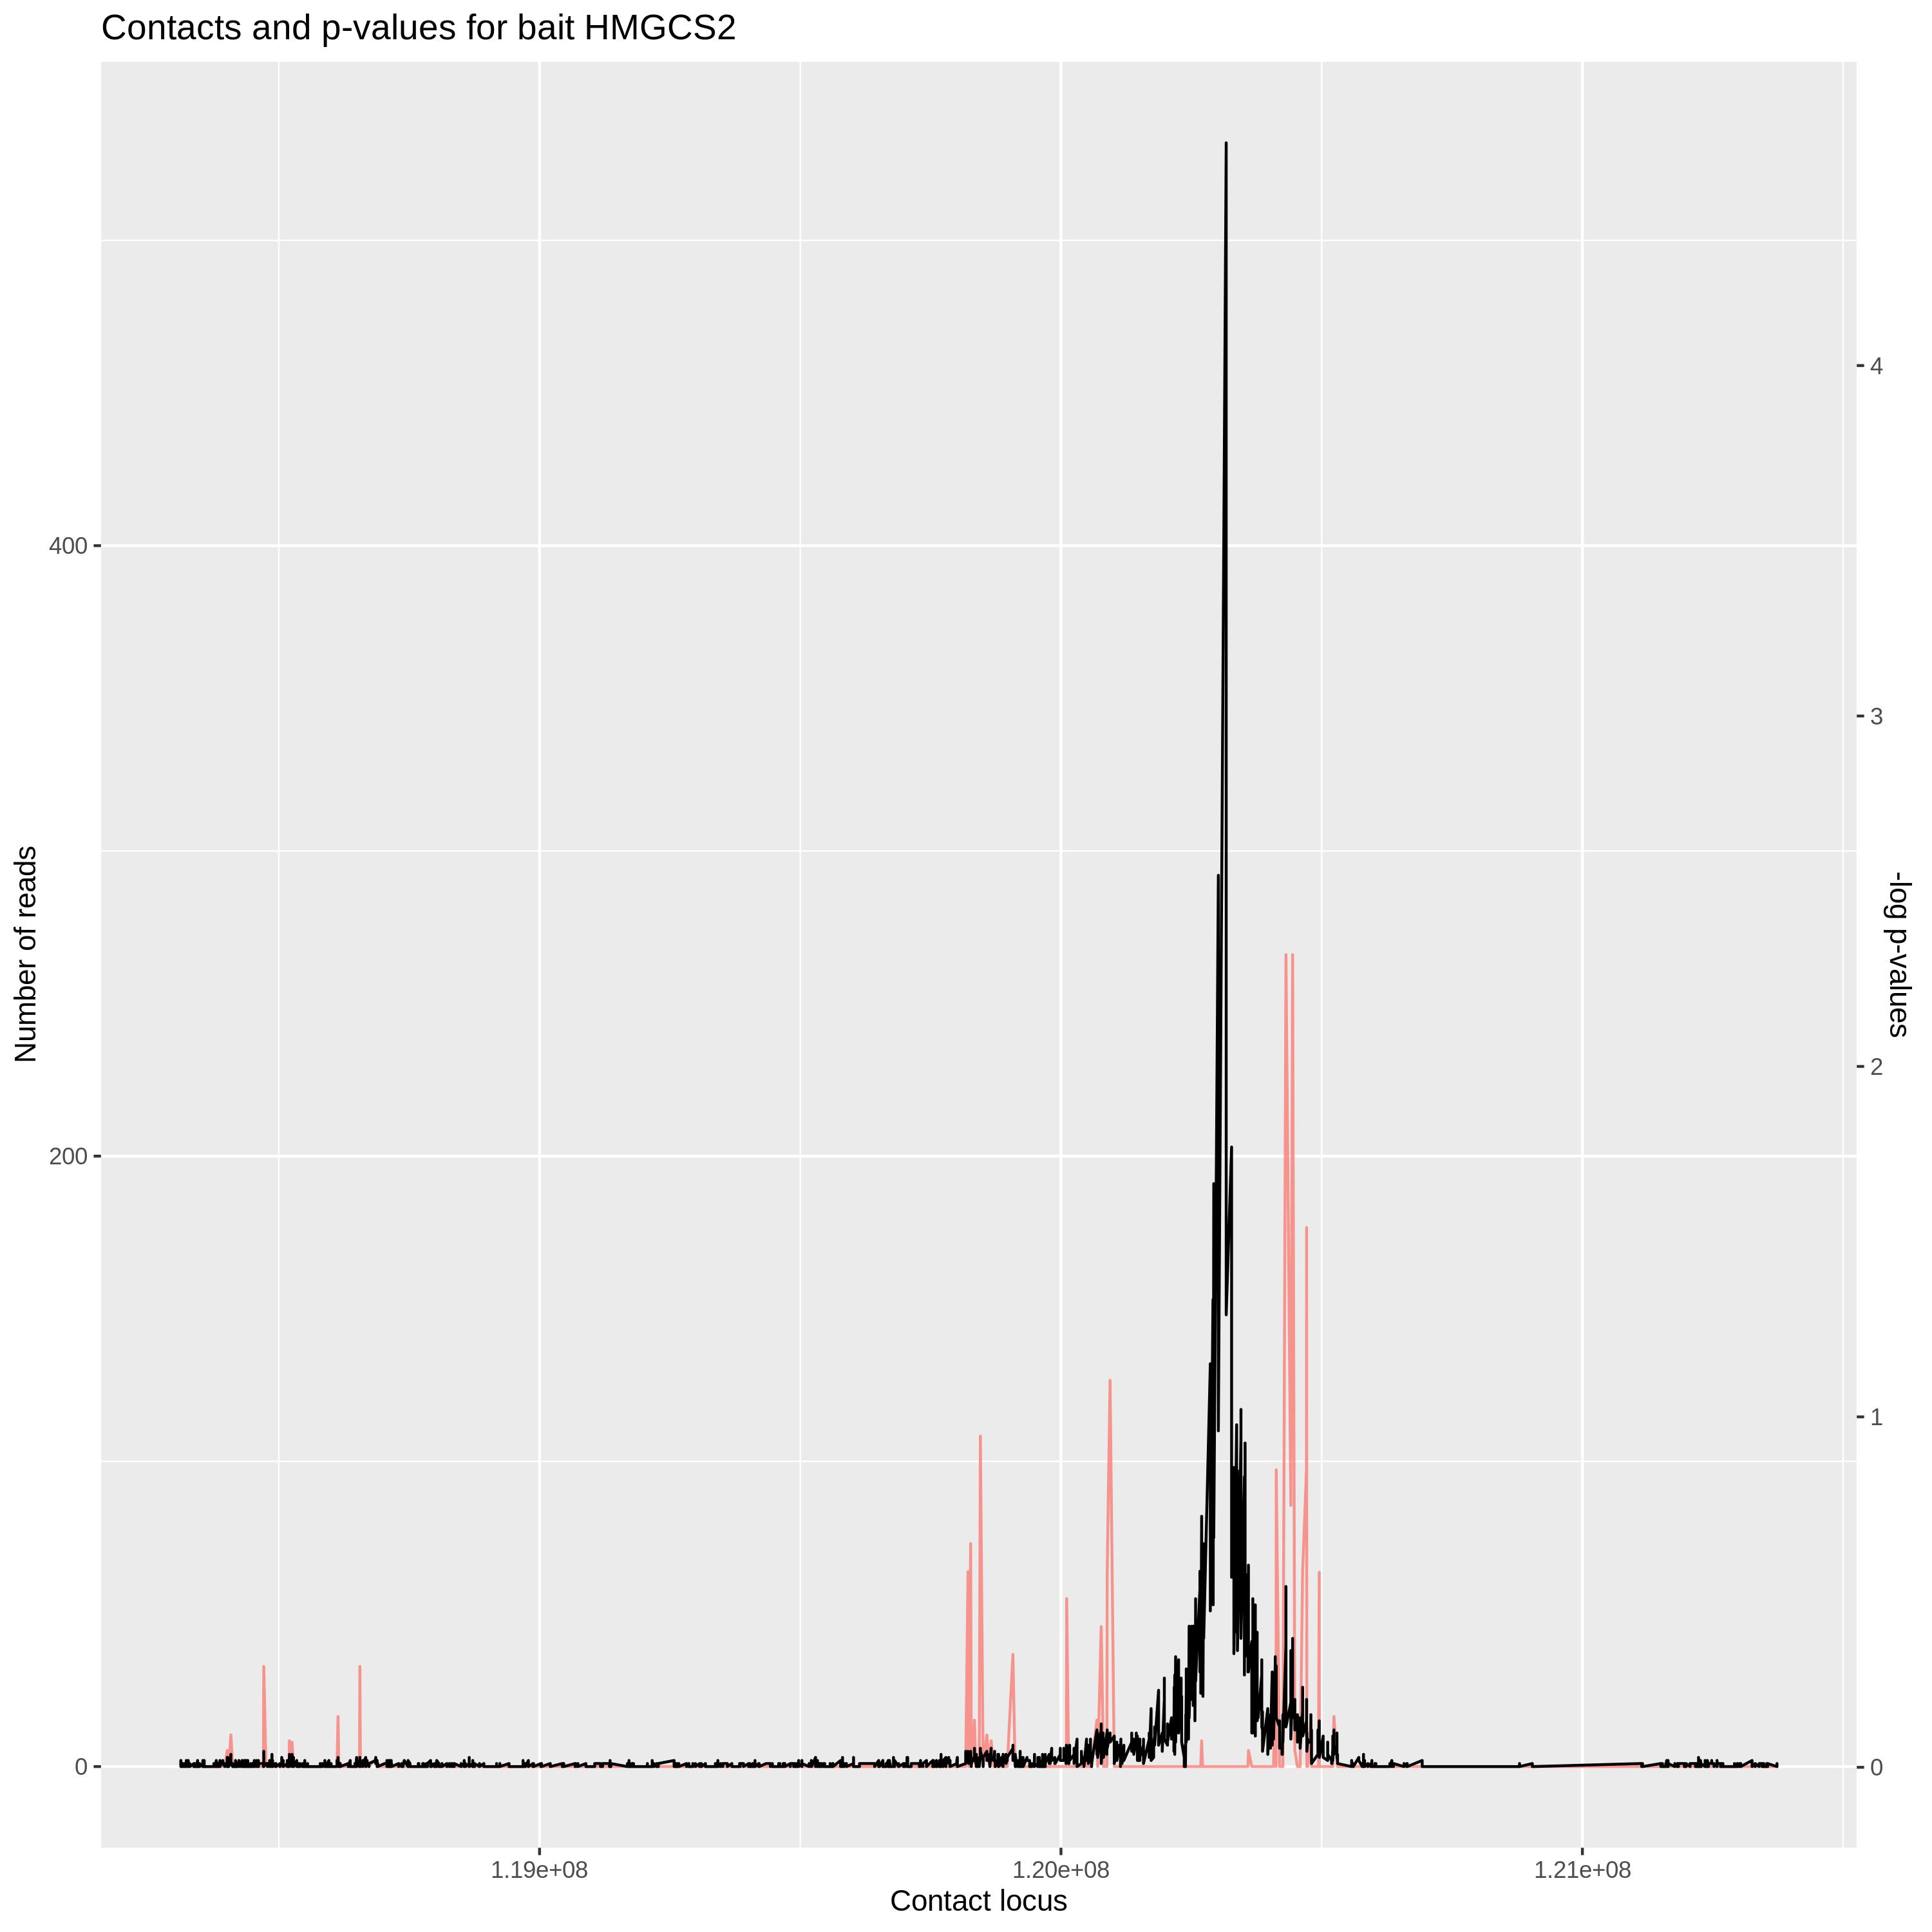 Contacts and p-values for bait HMGCS2
Number of reads
400
200
0
4
3
2
1
0
-log p-values
1.19e+08
1.20e+08
1.21e+08
Contact locus